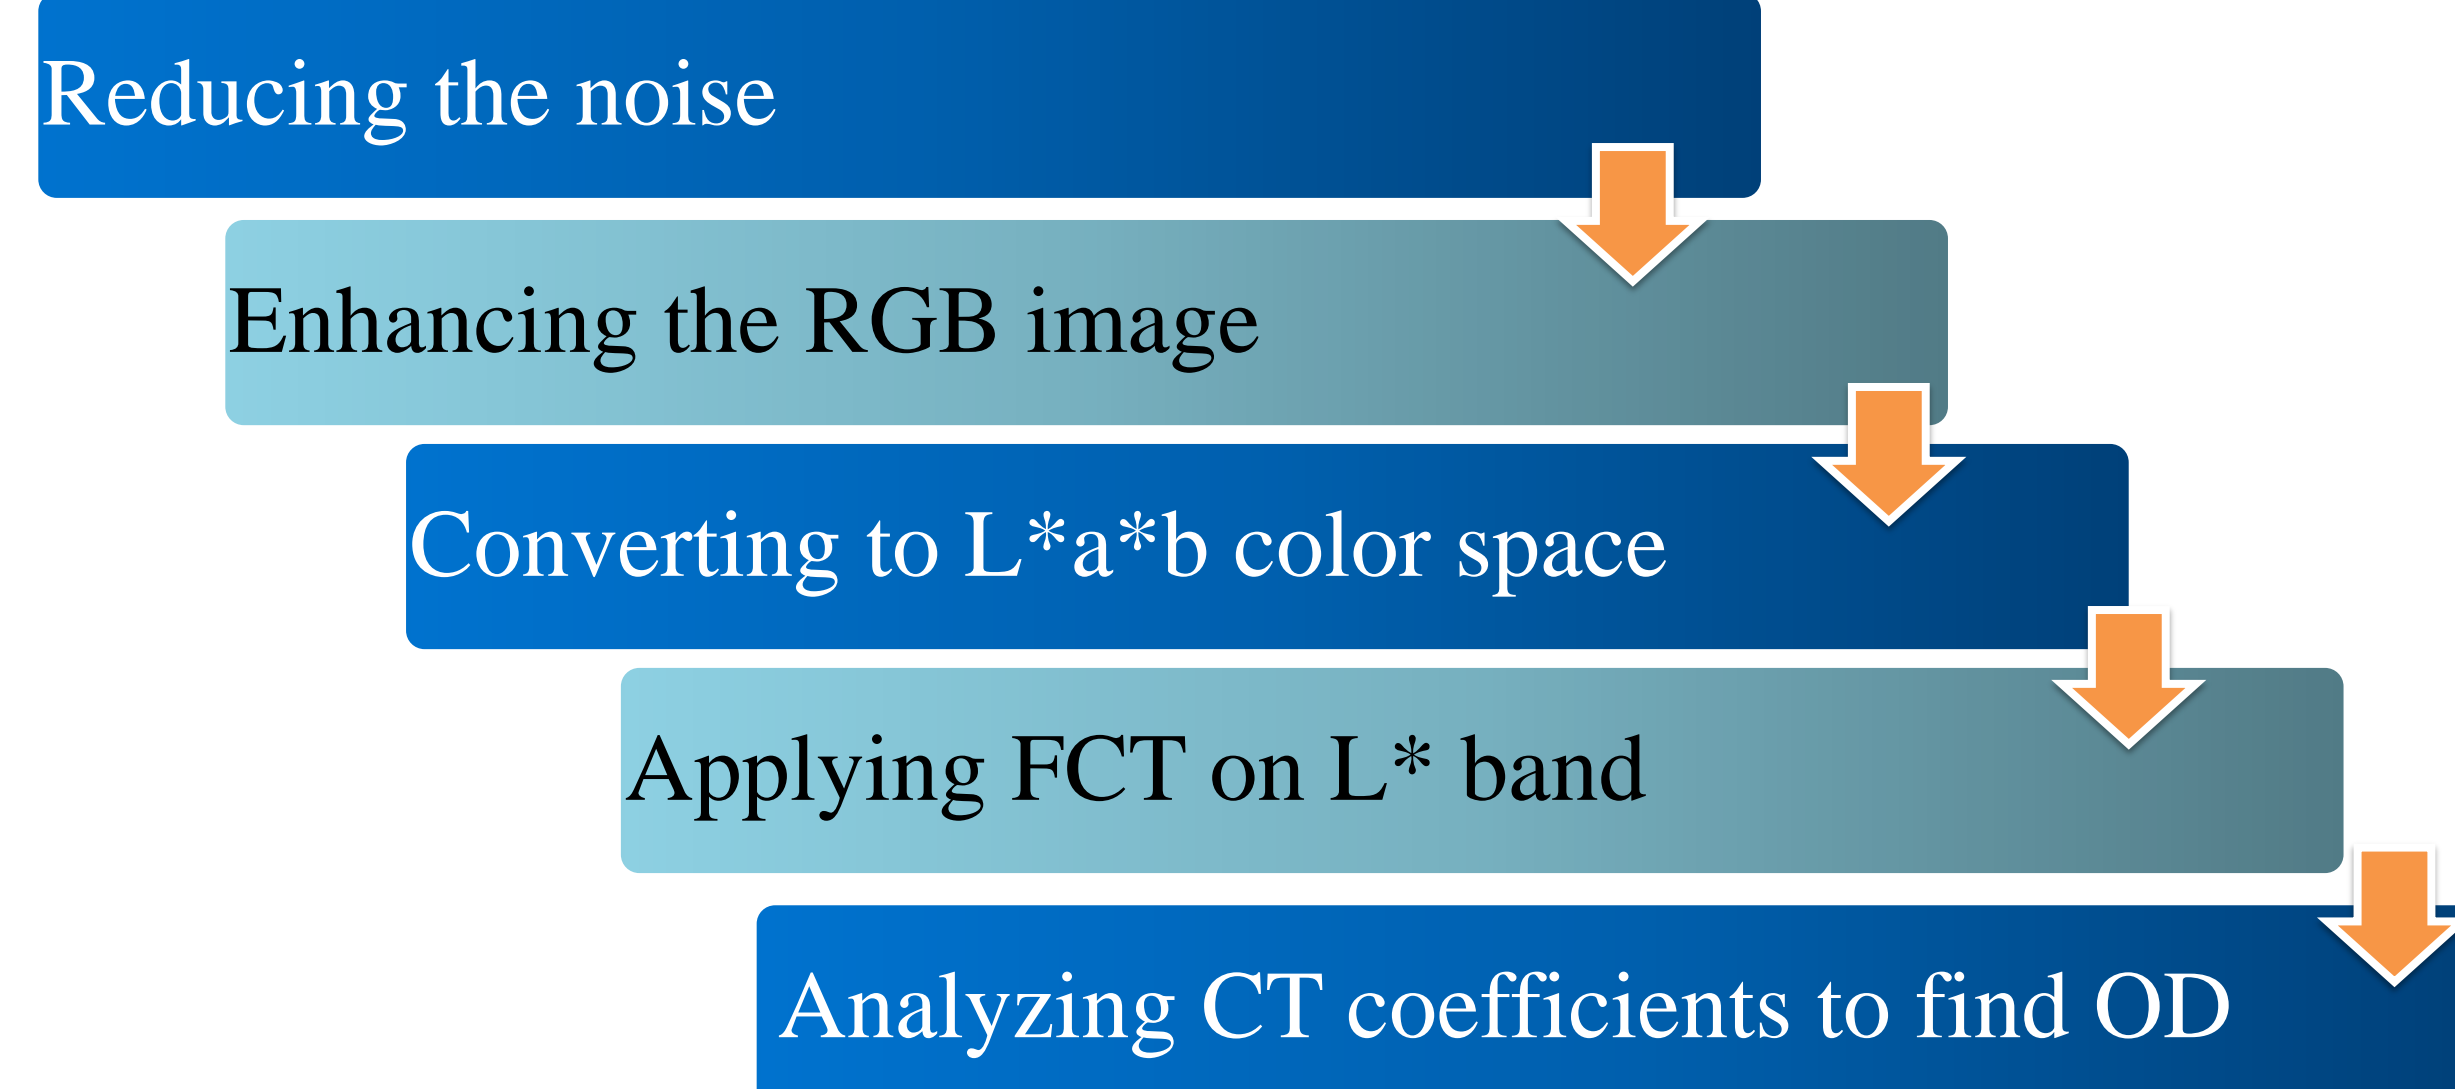 Reducing the noise
Enhancing the RGB image
Converting to L*a*b color space
Applying FCT on L* band
Analyzing CT coefficients to find OD